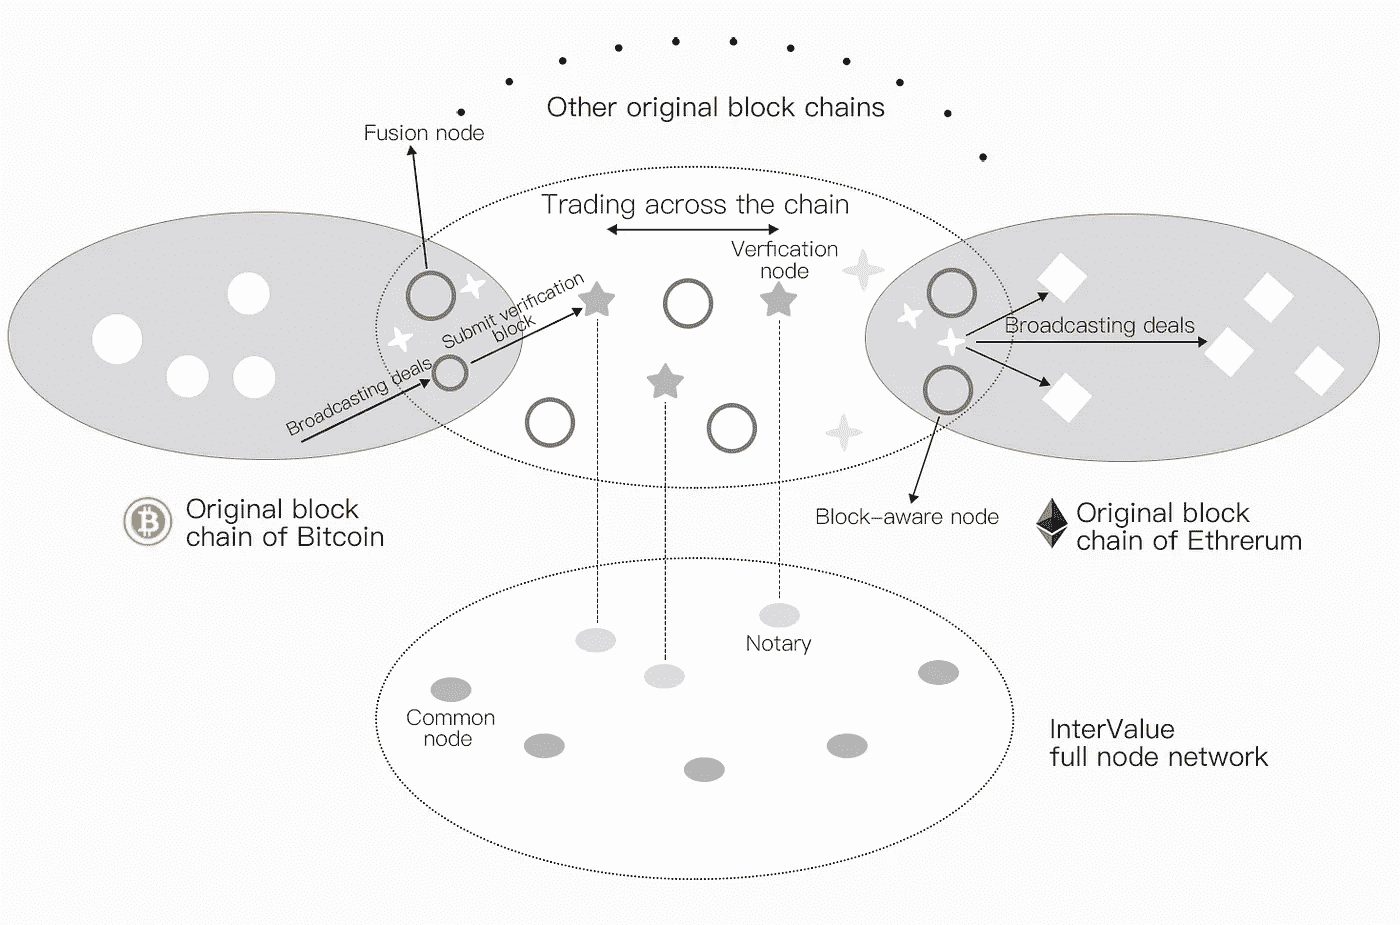 Other original block chains
Fusion node
Trading across the chain
Verfication
node
Submit verification
block
Broadcasting deals
Broadcasting deals
Block-aware node
Original block
chain of Bitcoin
Original block
chain of Ethrerum
Notary
Common
node
InterValue
full node network